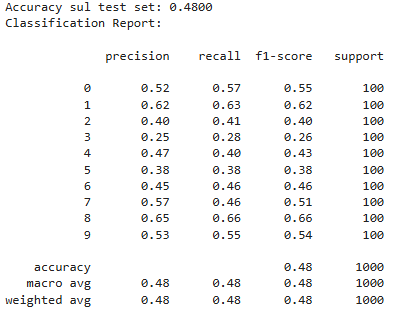 Accuracy sul test set: 0.4800
Classification Report:
precision recall f1-score support
0 0.52 0.57 0.55 100
1 0.62 0.63 0.62 100
2 0.40 0.41 0.40 100
3 0.25 0.28 0.26 100
4 0.47 0.40 0.43 100
5 0.38 0.38 0.38 100
6 0.45 0.46 0.46 100
7 0.57 0.46 0.51 100
8 0.65 0.66 0.66 100
9 0.53 0.55 0.54 100
accuracy 0.48 1000
macro avg 0.48 0.48 0.48 1000
weighted avg 0.48 0.48 0.48 1000